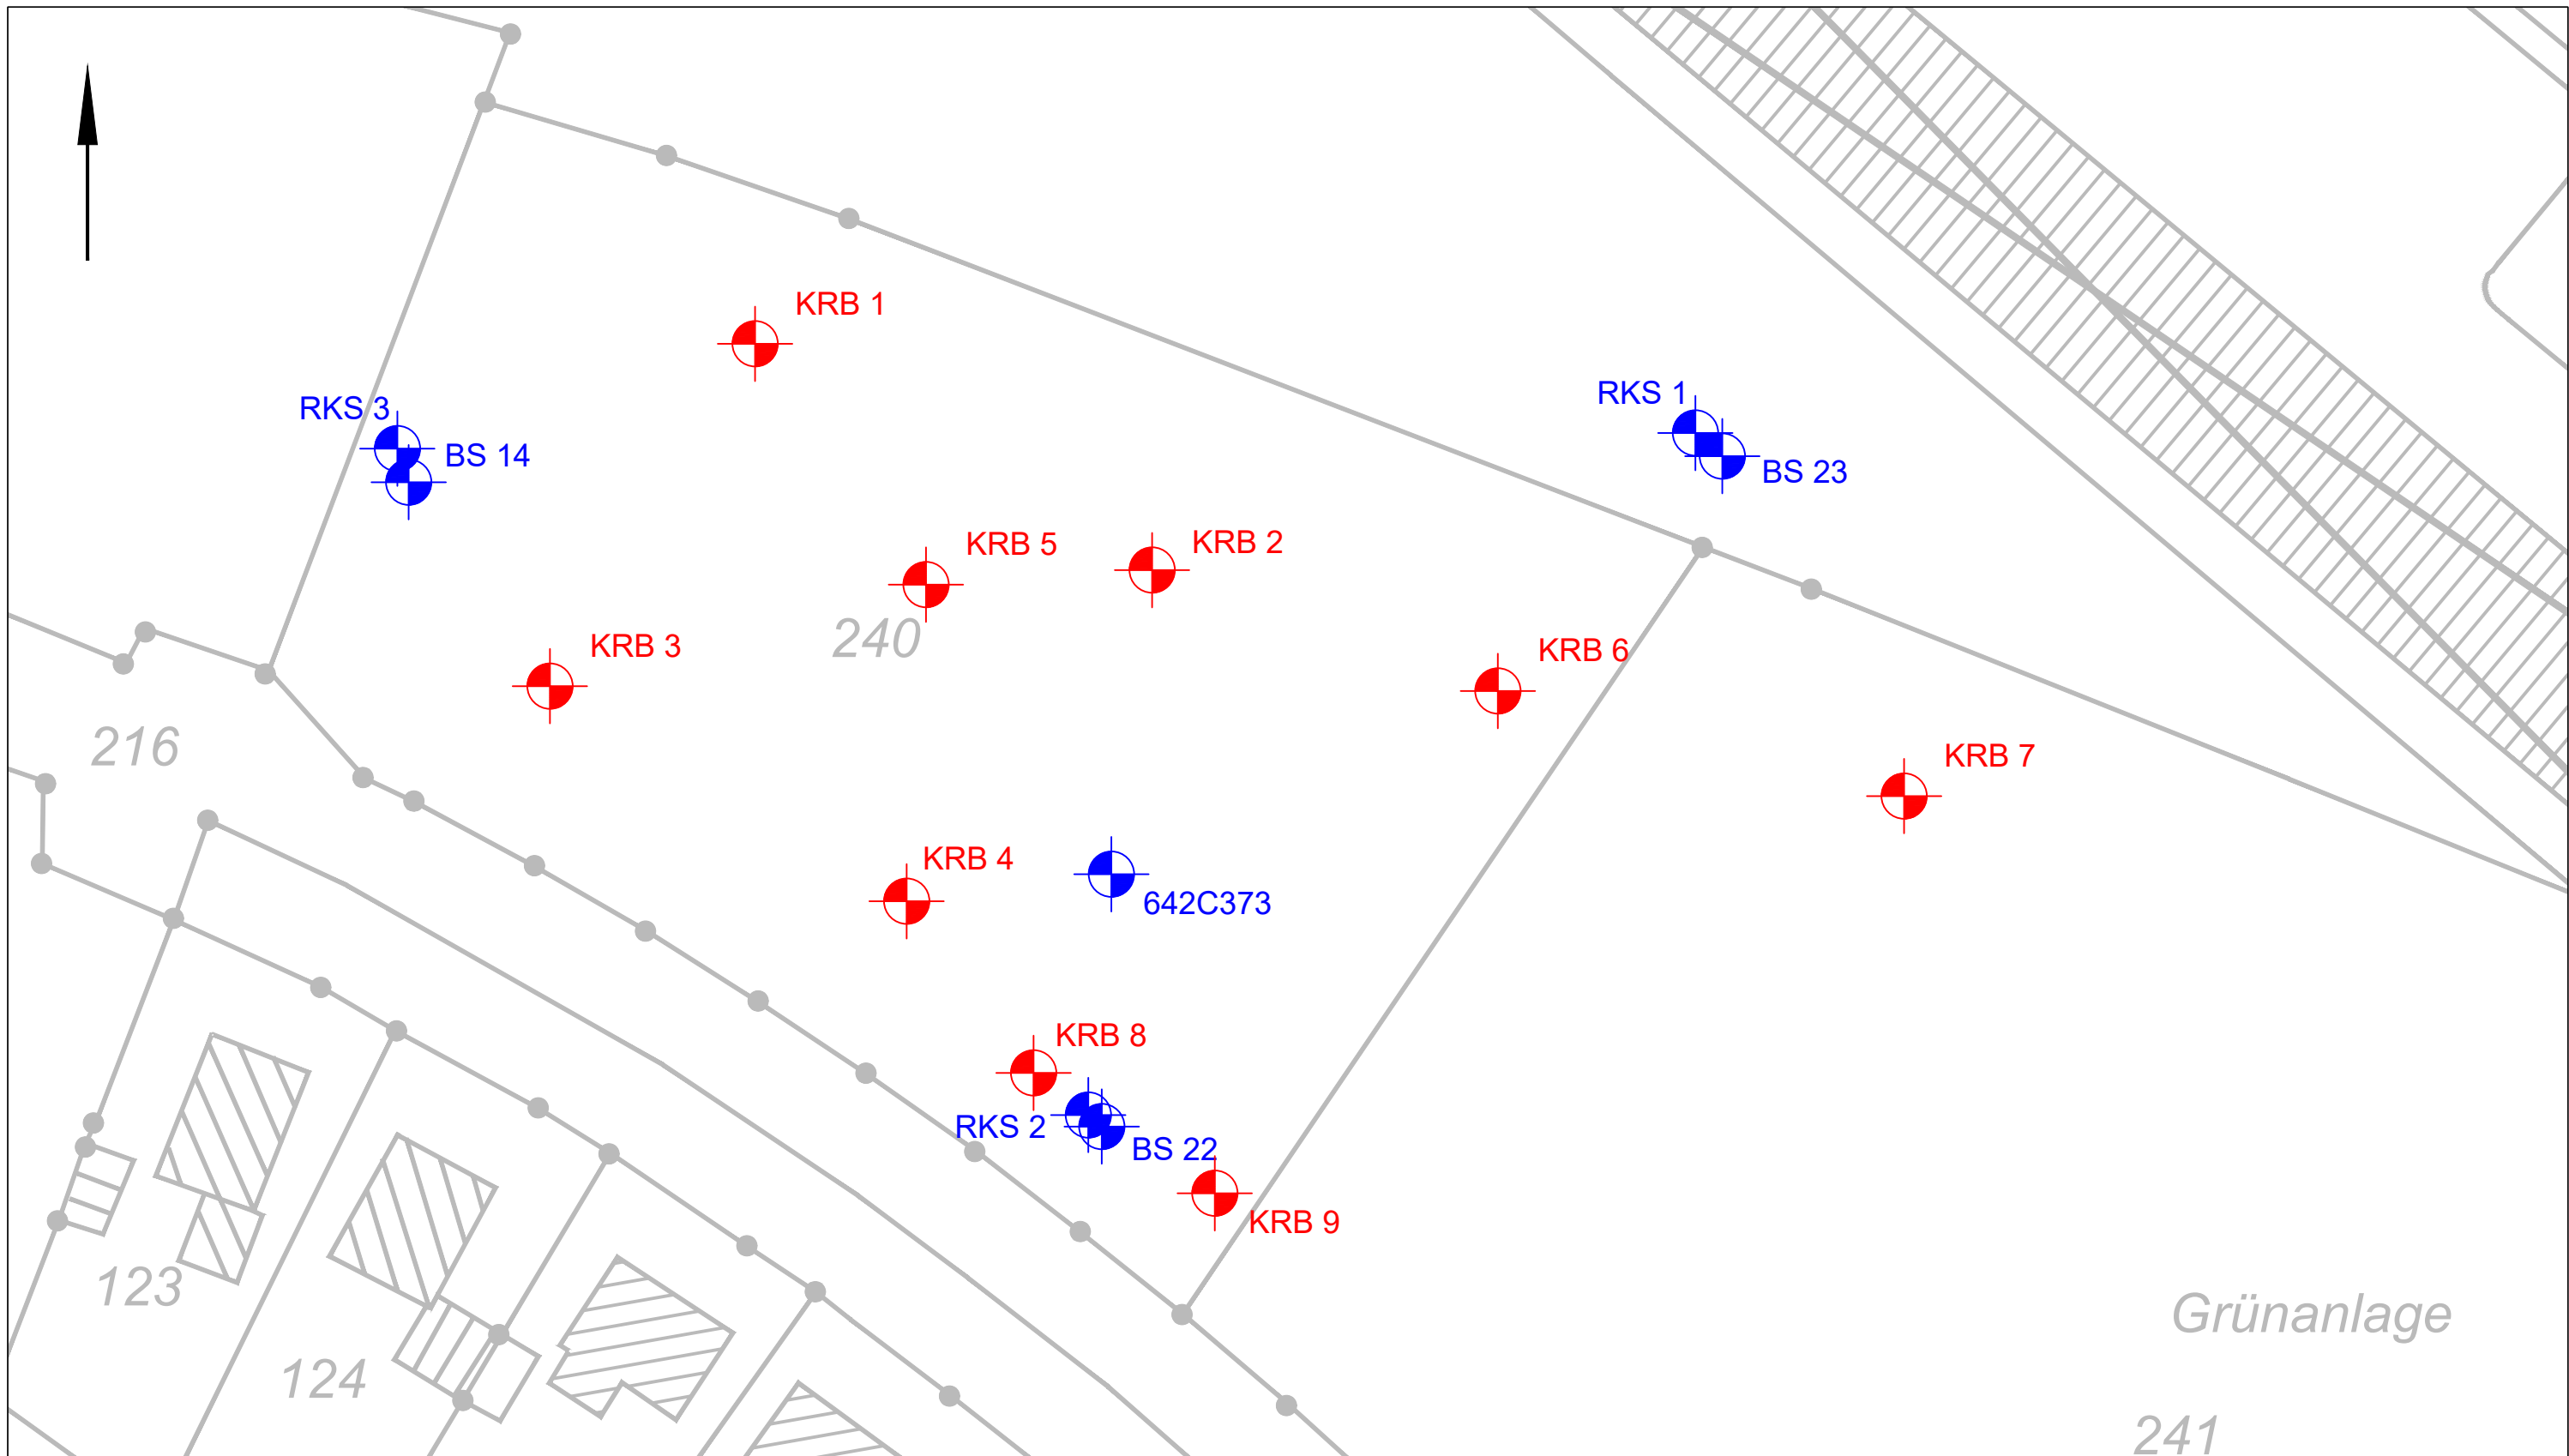 KRB 1
RKS 3
RKS 1
BS 14
BS 23
KRB 5
KRB 2
240
KRB 3
KRB 6
216
KRB 7
KRB 4
642C373
KRB 8
RKS 2
BS 22
KRB 9
123
Grünanlage
124
241